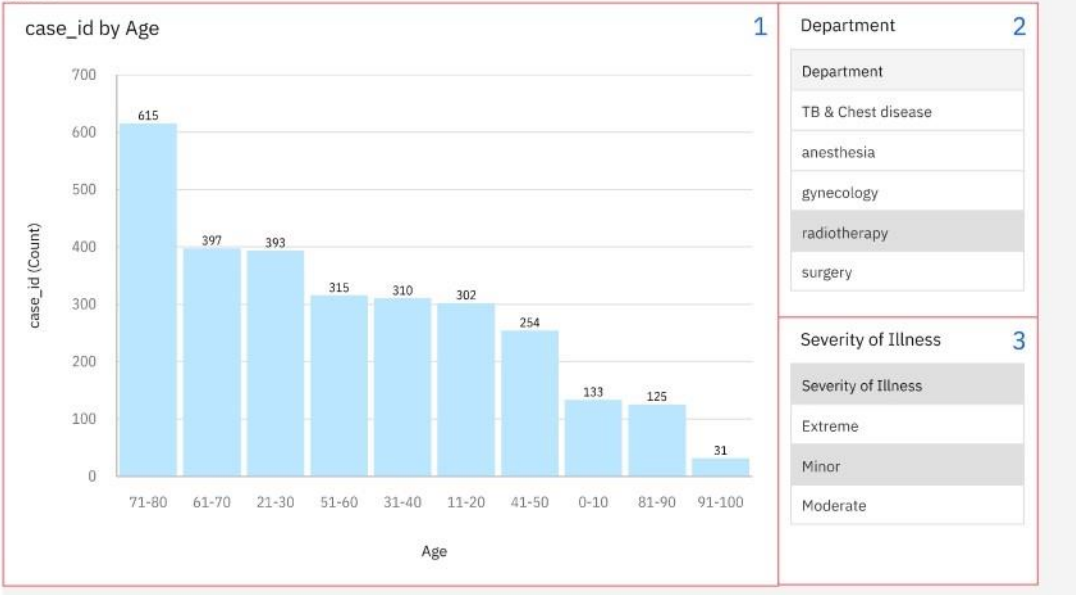 case_id by Age
1
700
600
500
400
300
200
100
0
case_id (Count)
615
397
393
315
310
302
254
133
125
31
71-80
61-70
21-30
51-60
31-40
11-20
41-50
0-10
81-90
91-100
Age
Department
2
Department
TB & Chest disease
anesthesia
gynecology
radiotherapy
surgery
Severity of Illness
3
Severity of Illness
Extreme
Minor
Moderate